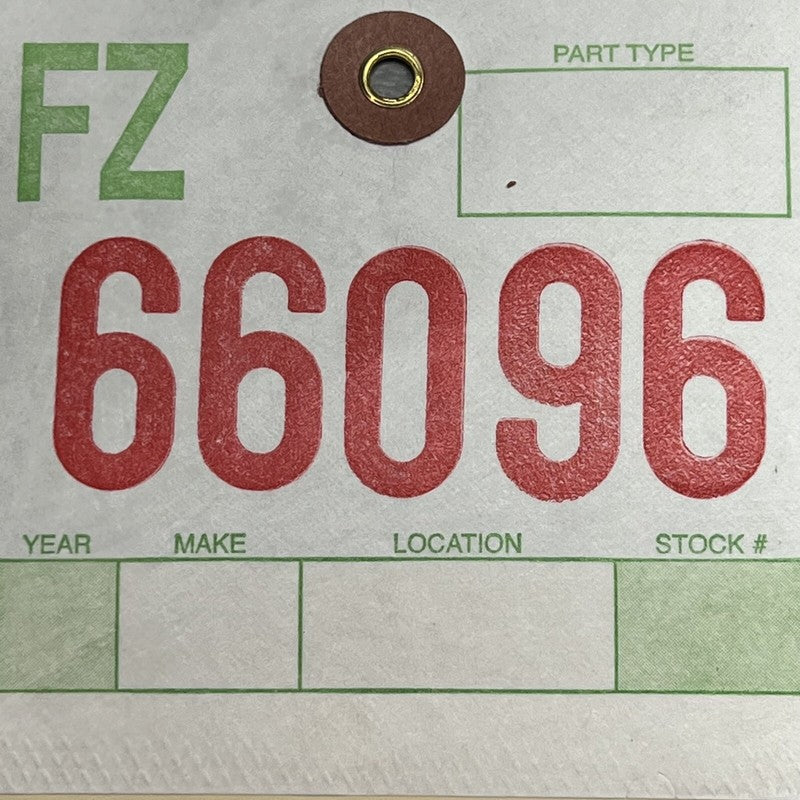 FZ
PART TYPE
66096
YEAR MAKE LOCATION STOCK #